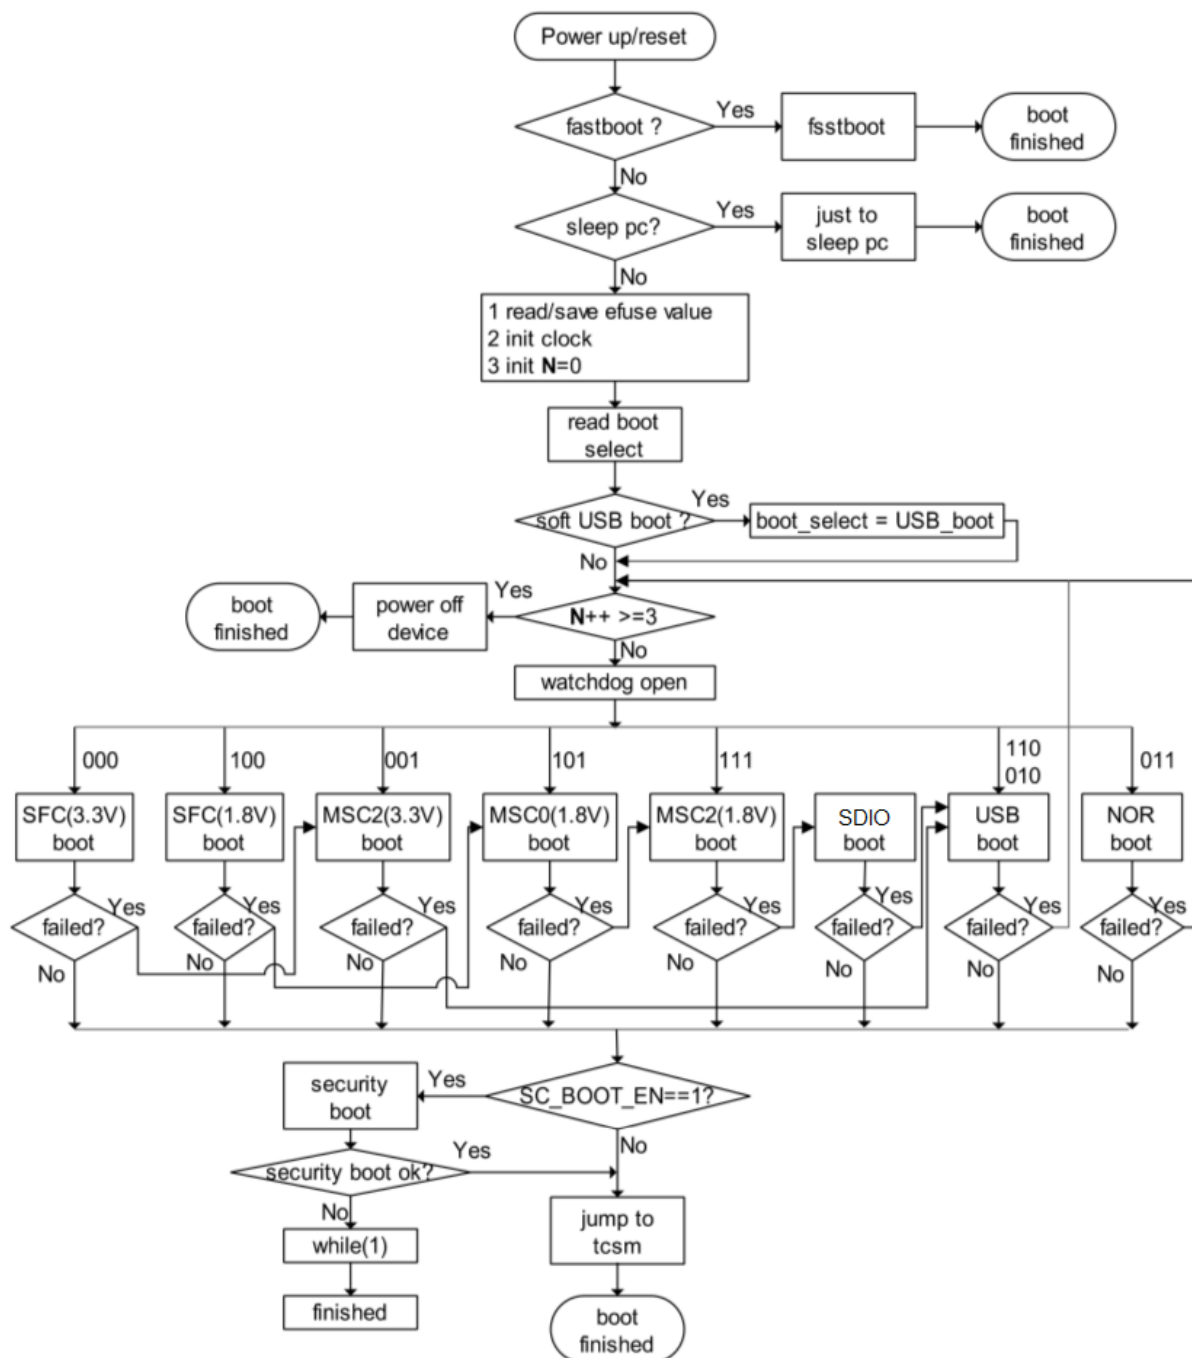 Power up/reset
fastboot ?
Yes
fsstboot
boot
finished
No
sleep pc?
Yes
just to
sleep pc
boot
finished
No
1 read/save efuse value
2 init clock
3 init N=0
read boot
select
soft USB boot ?
Yes
boot_select = USB_boot
No
N++ >=3
Yes
power off
device
boot
finished
No
watchdog open
000
100
001
101
111
110
010
011
SFC(3.3V)
boot
SFC(1.8V)
boot
MSC2(3.3V)
boot
MSC0(1.8V)
boot
MSC2(1.8V)
boot
SDIO
boot
USB
boot
NOR
boot
failed?
Yes
No
failed?
Yes
No
failed?
Yes
No
failed?
Yes
No
failed?
Yes
No
failed?
Yes
No
failed?
Yes
No
failed?
Yes
No
SC_BOOT_EN==1?
Yes
security
boot
No
security boot ok?
Yes
No
while(1)
finished
jump to
tcsm
boot
finished